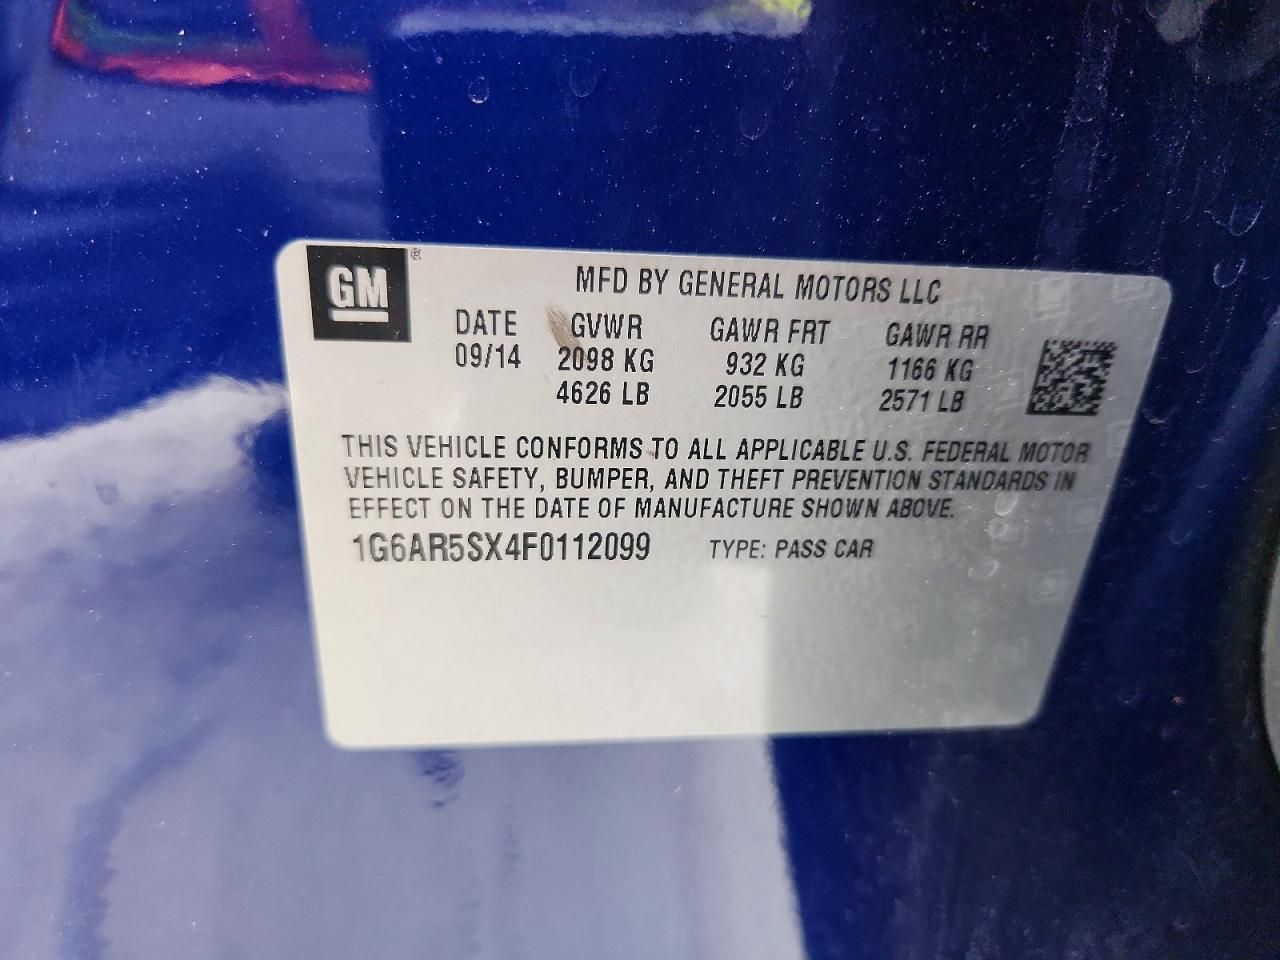 GM
MFD BY GENERAL MOTORS LLC
DATE GVWR GAWR FRT GAWR RR
09/14 2098 KG 932 KG 1166 KG
4626 LB 2055 LB 2571 LB
THIS VEHICLE CONFORMS TO ALL APPLICABLE U.S. FEDERAL MOTOR
VEHICLE SAFETY, BUMPER, AND THEFT PREVENTION STANDARDS IN
EFFECT ON THE DATE OF MANUFACTURE SHOWN ABOVE.
1G6AR5SX4F0112099 TYPE: PASS CAR